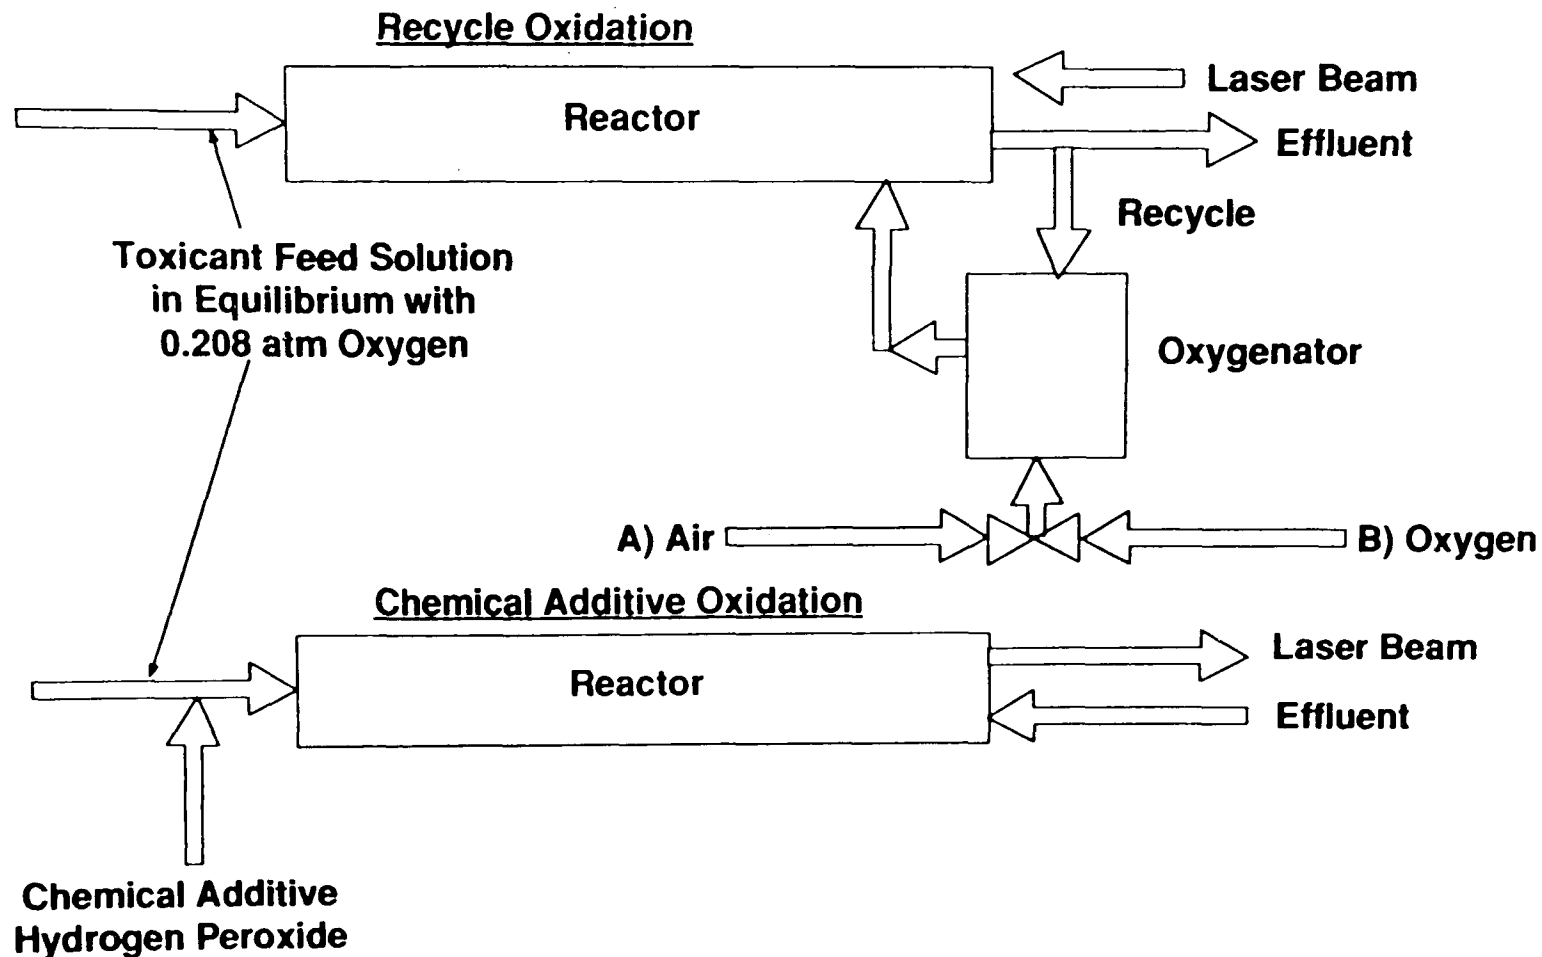 Recycle Oxidation
Reactor
Laser Beam
Effluent
Recycle
Toxicant Feed Solution
in Equilibrium with
0.208 atm Oxygen
Oxygenator
A) Air
B) Oxygen
Chemical Additive Oxidation
Reactor
Laser Beam
Effluent
Chemical Additive
Hydrogen Peroxide